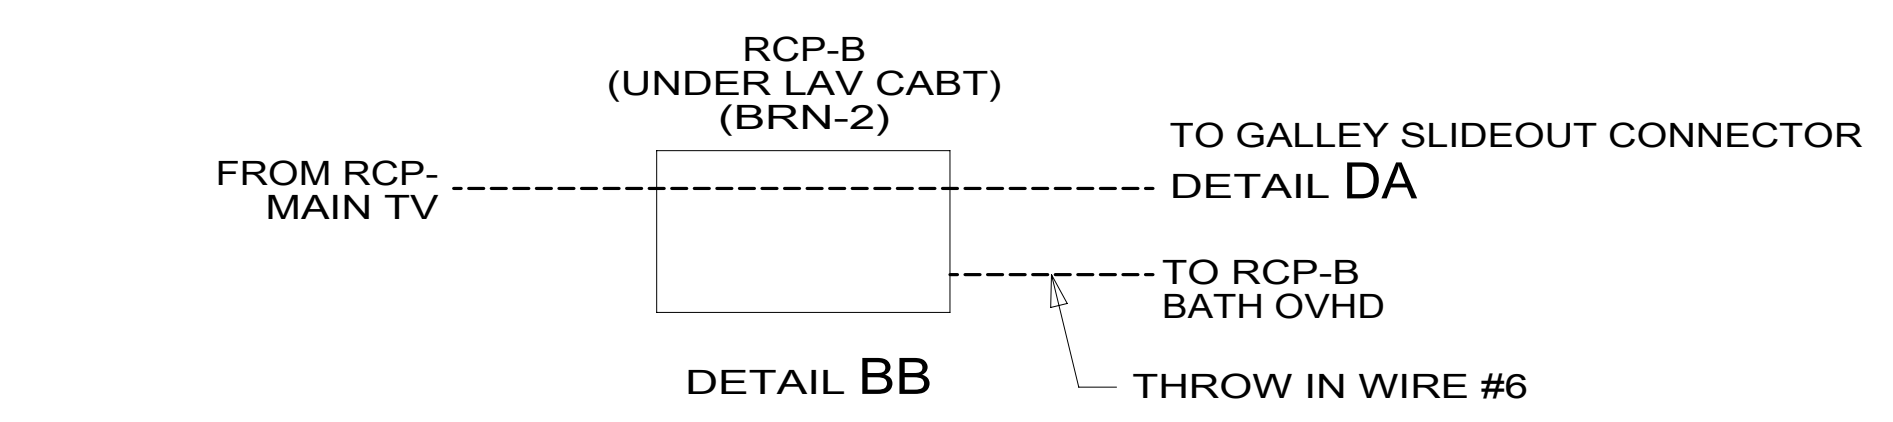 RCP-B
(UNDER LAV CABT)
(BRN-2)
FROM RCP-
MAIN TV
TO GALLEY SLIDEOUT CONNECTOR
DETAIL DA
TO RCP-B
BATH OVHD
THROW IN WIRE #6
DETAIL BB